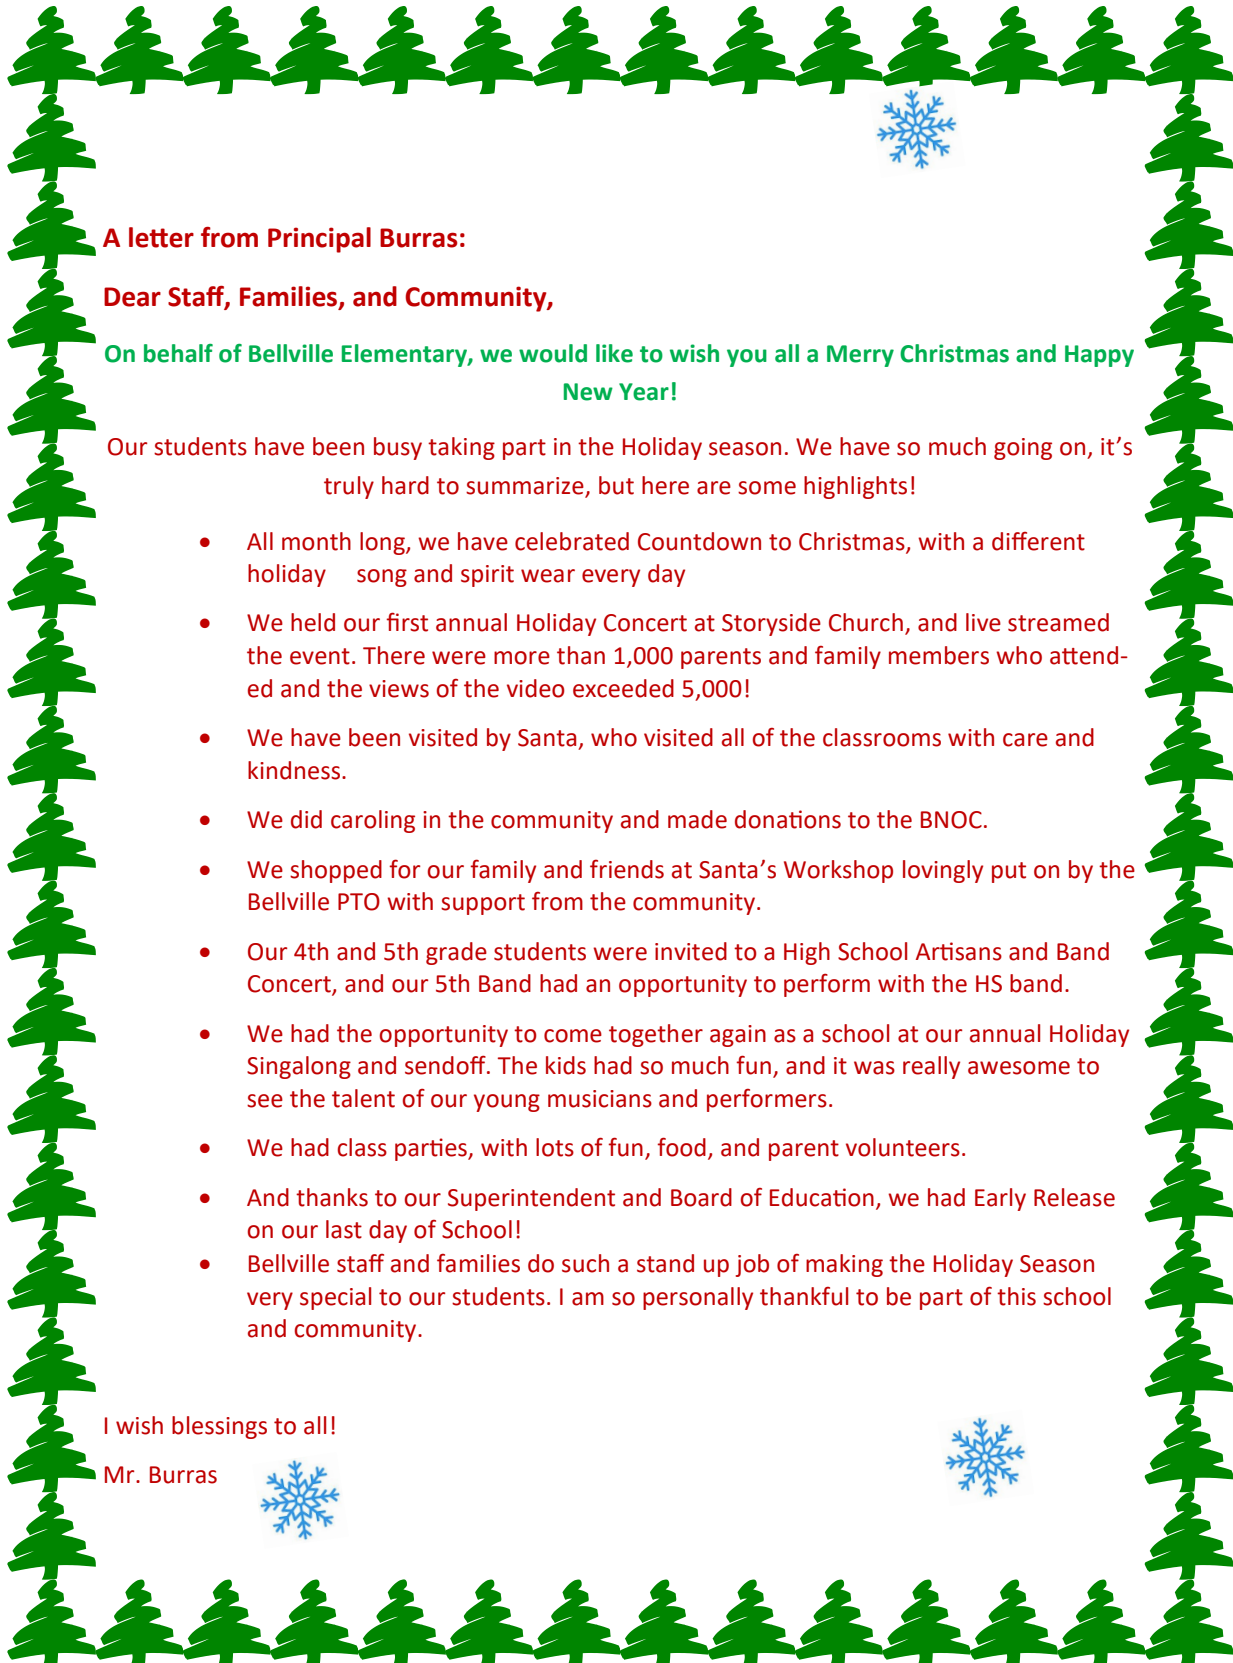 A letter from Principal Burras:
Dear Staff, Families, and Community,
On behalf of Bellville Elementary, we would like to wish you all a Merry Christmas and Happy
New Year!
Our students have been busy taking part in the Holiday season. We have so much going on, it’s
truly hard to summarize, but here are some highlights!
• All month long, we have celebrated Countdown to Christmas, with a different
holiday    song and spirit wear every day
• We held our first annual Holiday Concert at Storyside Church, and live streamed
the event. There were more than 1,000 parents and family members who attend-
ed and the views of the video exceeded 5,000!
• We have been visited by Santa, who visited all of the classrooms with care and
kindness.
• We did caroling in the community and made donations to the BNOC.
• We shopped for our family and friends at Santa’s Workshop lovingly put on by the
Bellville PTO with support from the community.
• Our 4th and 5th grade students were invited to a High School Artisans and Band
Concert, and our 5th Band had an opportunity to perform with the HS band.
• We had the opportunity to come together again as a school at our annual Holiday
Singalong and sendoff. The kids had so much fun, and it was really awesome to
see the talent of our young musicians and performers.
• We had class parties, with lots of fun, food, and parent volunteers.
• And thanks to our Superintendent and Board of Education, we had Early Release
on our last day of School!
• Bellville staff and families do such a stand up job of making the Holiday Season
very special to our students. I am so personally thankful to be part of this school
and community.
I wish blessings to all!
Mr. Burras